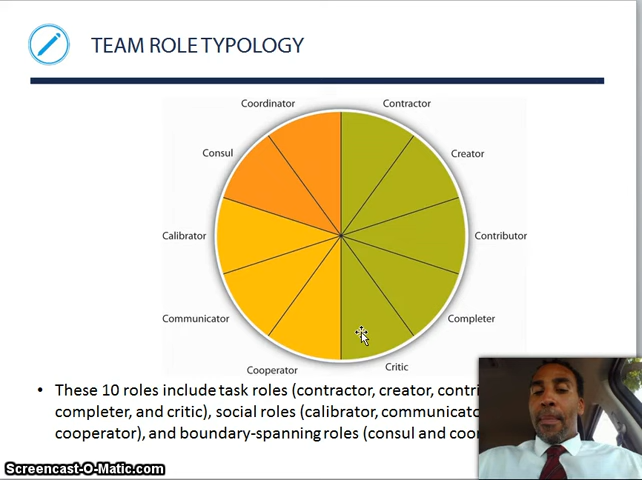 TEAM ROLE TYPOLOGY
Coordinator
Contractor
Consul
Creator
Calibrator
Contributor
Communicator
Completer
Cooperator
Critic
• These 10 roles include task roles (contractor, creator,
completer, and critic), social roles (calibrator,
cooperator), and boundary-spanning roles (consul and
Screencast-O-Matic.com